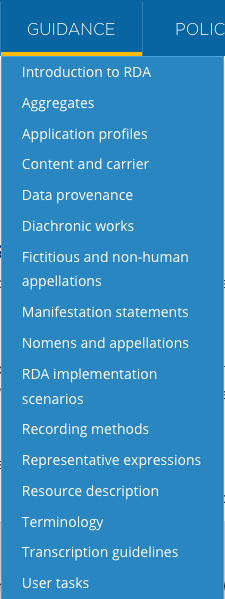 GUIDANCE
POLIC
Introduction to RDA
Aggregates
Application profiles
Content and carrier
Data provenance
Diachronic works
Fictitious and non-human
appellations
Manifestation statements
Nomens and appellations
RDA implementation
scenarios
Recording methods
Representative expressions
Resource description
Terminology
Transcription guidelines
User tasks